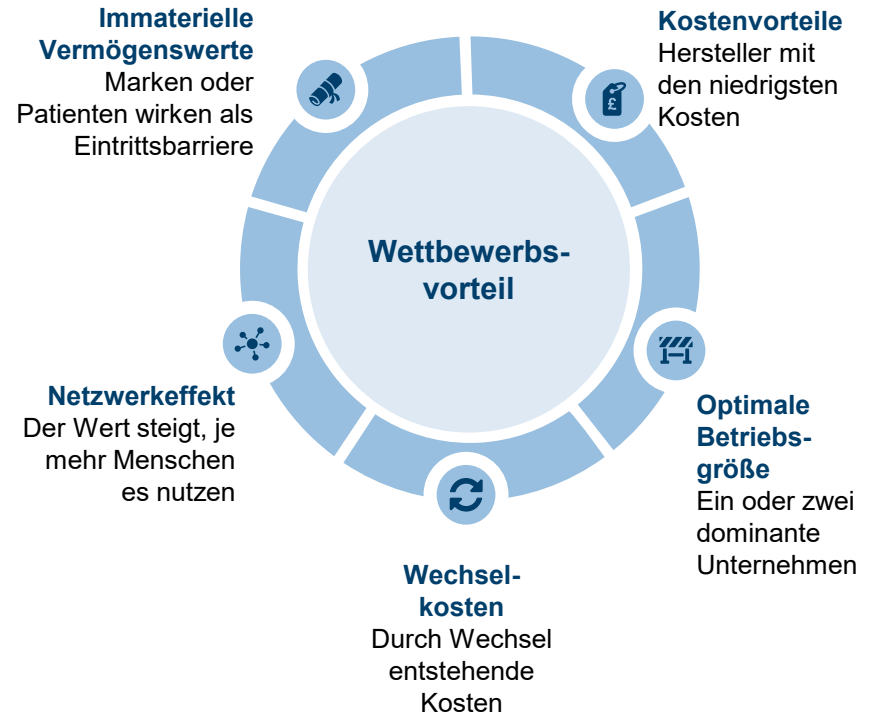 Immaterielle
Vermögenswerte
Marken oder
Patienten wirken als
Eintrittsbarriere
Kostenvorteile
Hersteller mit
den niedrigsten
Kosten
£
Wettbewerbs-
vorteil
Netzwerkeffekt
Der Wert steigt, je
mehr Menschen
es nutzen
Optimale
Betriebs-
größe
Ein oder zwei
dominante
Unternehmen
Wechsel-
kosten
Durch Wechsel
entstehende
Kosten